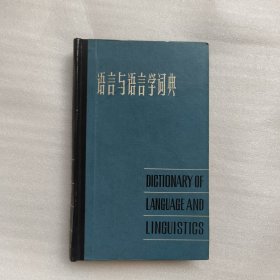 语言与语言学词典
DICTIONARY OF
LANGUAGE AND
LINGUISTICS